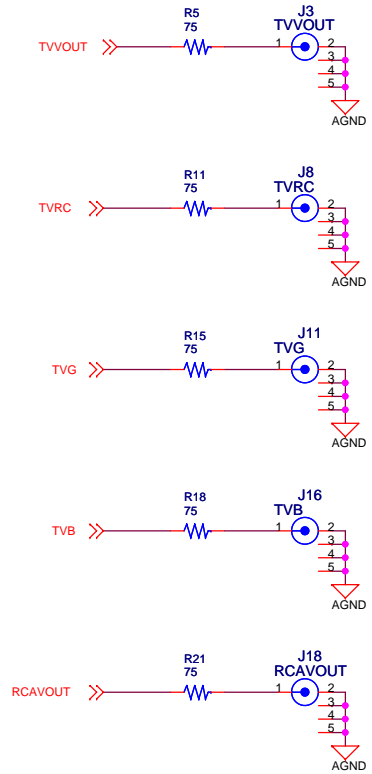 R5
75
J3
TVVOUT
TVVOUT
1
2
3
4
5
AGND
R11
75
J8
TVRC
TVRC
1
2
3
4
5
AGND
R15
75
J11
TVG
TVG
1
2
3
4
5
AGND
R18
75
J16
TVB
TVB
1
2
3
4
5
AGND
R21
75
J18
RCAVOUT
RCAVOUT
1
2
3
4
5
AGND